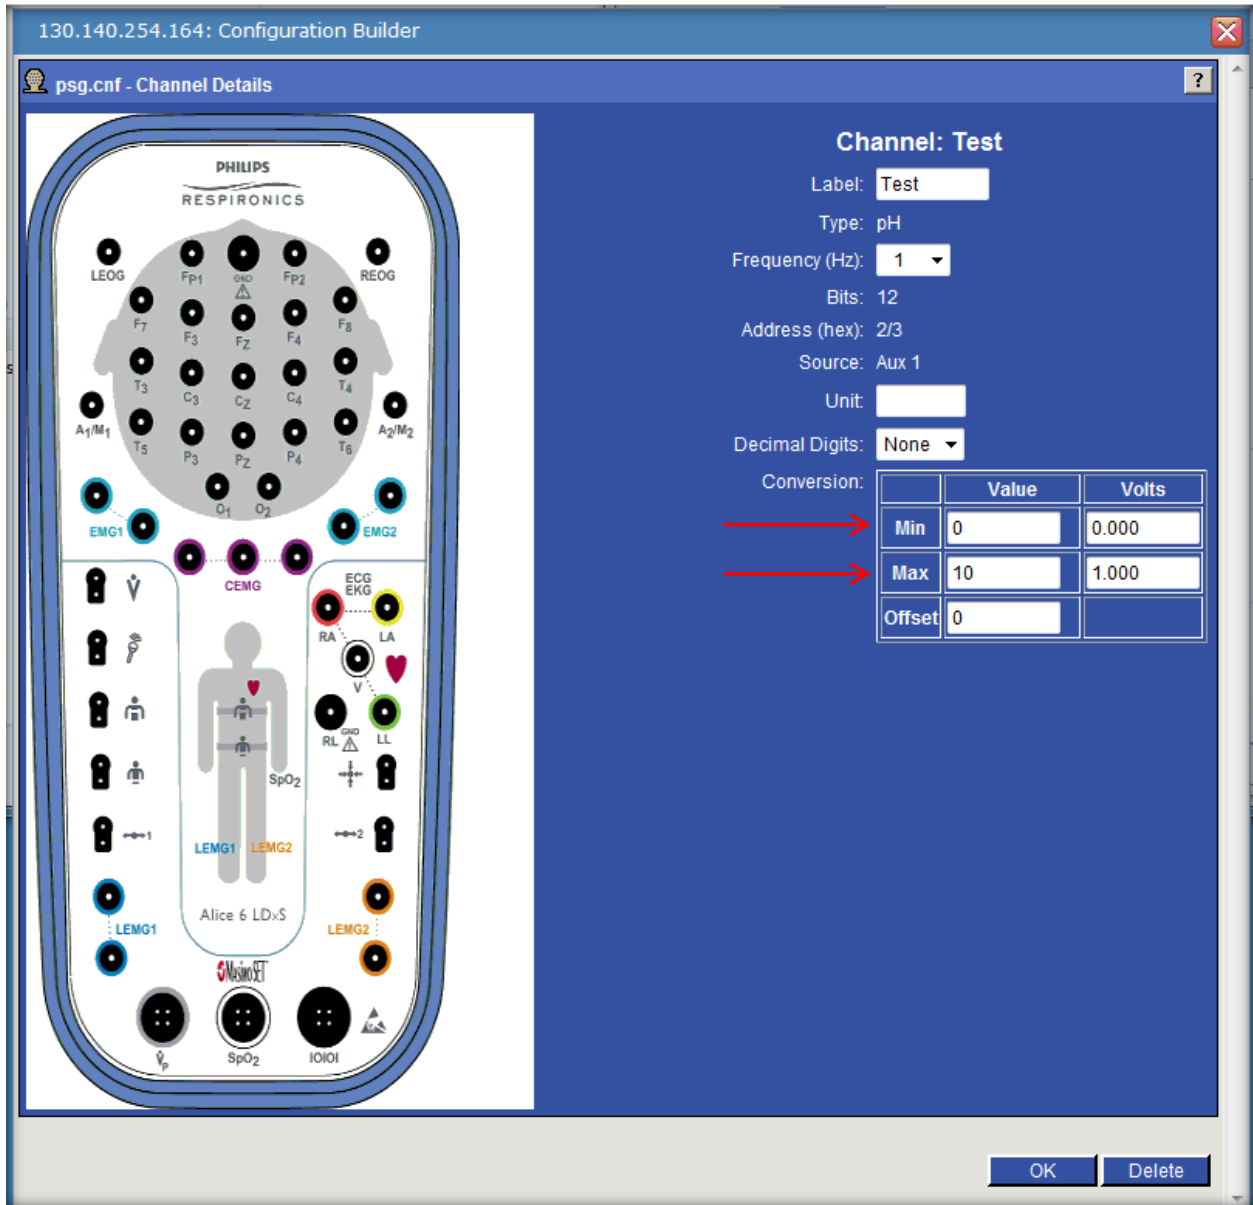 130.140.254.164: Configuration Builder
psg.cnf - Channel Details
?
PHILIPS
RESPIRONICS
LEOG
FP1
GND
FP2
REOG
F7
F3
FZ
F4
F8
T3
C3
CZ
C4
T4
A1/M1
T5
P3
PZ
P4
T6
A2/M2
O1
O2
EMG1
EMG2
CEMG
ECG
EKG
RA
LA
V
RL
GND
LL
SpO2
1
2
LEMG1
LEMG2
Alice 6 LDxS
LEMG1
LEMG2
Masimo SET
V̇P
SpO2
IOIOI
Channel: Test
Label: Test
Type: pH
Frequency (Hz): 1
Bits: 12
Address (hex): 2/3
Source: Aux 1
Unit:
Decimal Digits: None
Conversion:
Value Volts
Min 0 0.000
Max 10 1.000
Offset 0
OK Delete